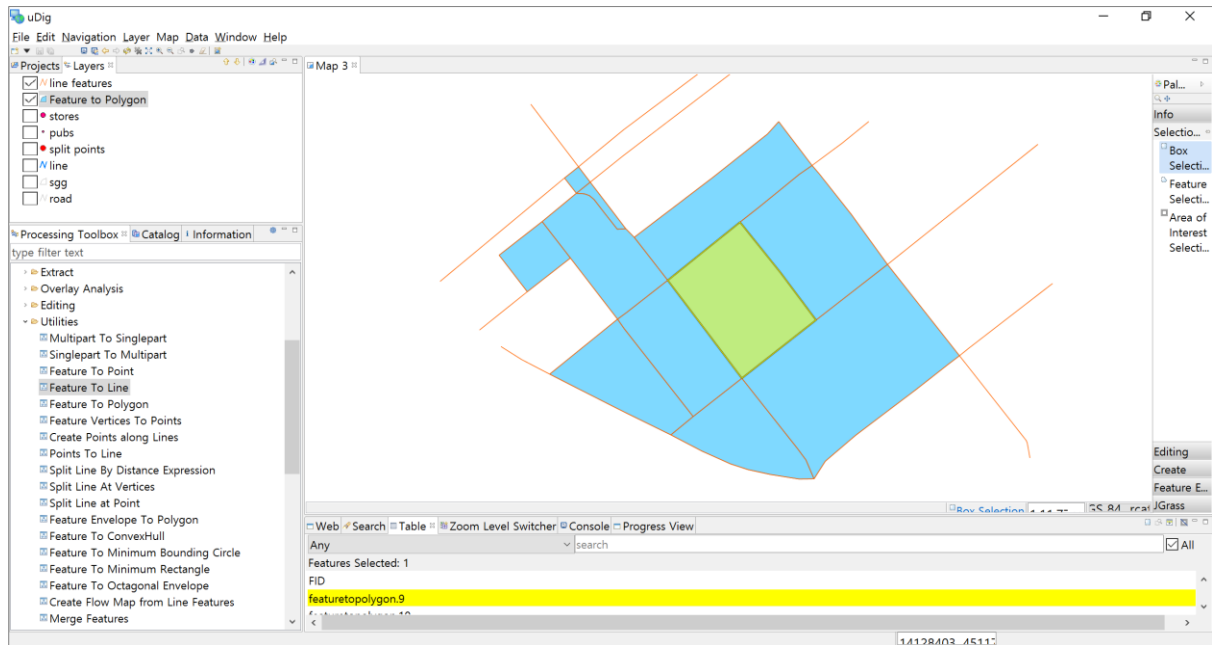 uDig
File Edit Navigation Layer Map Data Window Help
Projects Layers
line features
Feature to Polygon
stores
pubs
split points
line
sgg
road
Processing Toolbox Catalog Information
type filter text
Extract
Overlay Analysis
Editing
Utilities
Multipart To Singlepart
Singlepart To Multipart
Feature To Point
Feature To Line
Feature To Polygon
Feature Vertices To Points
Create Points along Lines
Points To Line
Split Line By Distance Expression
Split Line At Vertices
Split Line at Point
Feature Envelope To Polygon
Feature To ConvexHull
Feature To Minimum Bounding Circle
Feature To Minimum Rectangle
Feature To Octagonal Envelope
Create Flow Map from Line Features
Merge Features
Map 3
Pal...
Info
Selectio...
Box
Selecti...
Feature
Selecti...
Area of
Interest
Selecti...
Editing
Create
Feature E...
JGrass
Box Selection
Web Search Table Zoom Level Switcher Console Progress View
Any search All
Features Selected: 1
FID
featuretopolygon.9
featuretopolygon.10